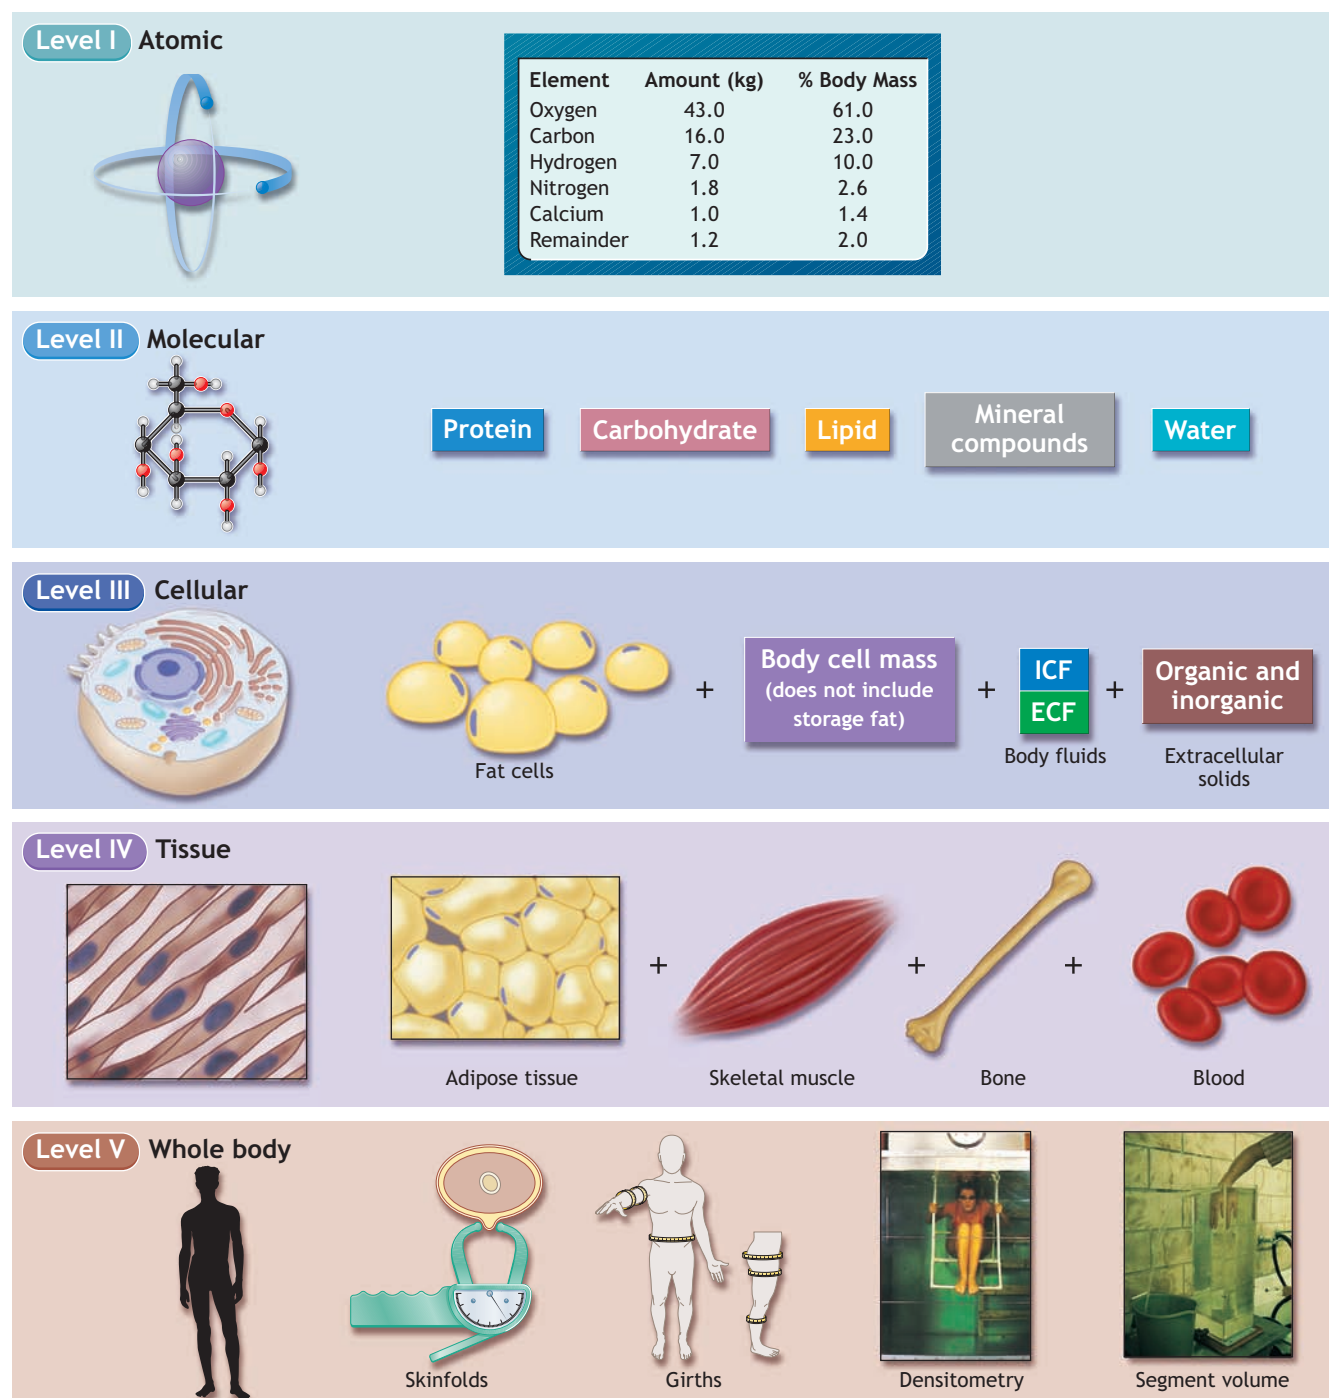 Level I Atomic
Element Amount (kg) % Body Mass
Oxygen 43.0 61.0
Carbon 16.0 23.0
Hydrogen 7.0 10.0
Nitrogen 1.8 2.6
Calcium 1.0 1.4
Remainder 1.2 2.0
Level II Molecular
Protein
Carbohydrate
Lipid
Mineral
compounds
Water
Level III Cellular
Fat cells
+
Body cell mass
(does not include
storage fat)
+
ICF
ECF
Body fluids
+
Organic and
inorganic
Extracellular
solids
Level IV Tissue
Adipose tissue
+
Skeletal muscle
+
Bone
+
Blood
Level V Whole body
Skinfolds
Girths
Densitometry
Segment volume